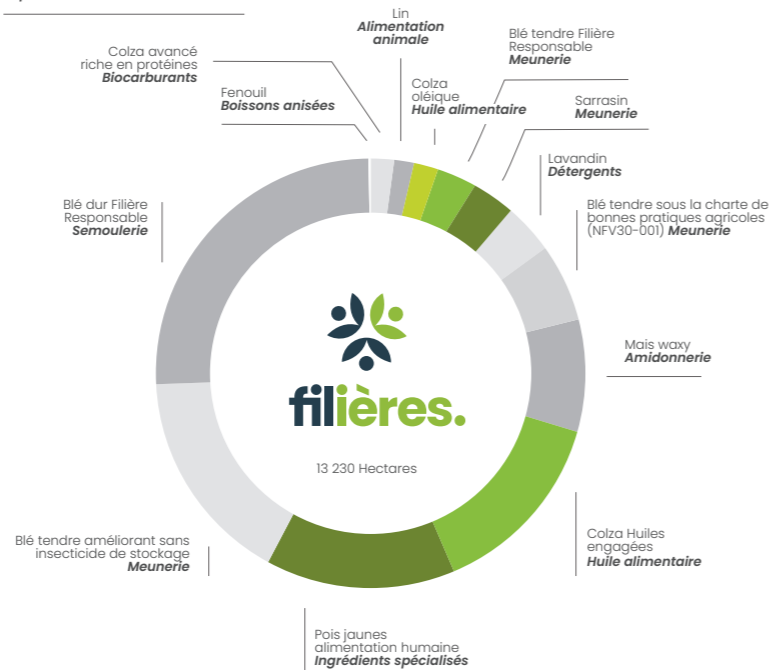 Lin
Alimentation
animale
Colza avancé
riche en protéines
Biocarburants
Blé tendre Filière
Responsable
Meunerie
Fenouil
Boissons anisées
Colza
oléique
Huile alimentaire
Sarrasin
Meunerie
Lavandin
Détergents
Blé dur Filière
Responsable
Semoulerie
Blé tendre sous la charte de
bonnes pratiques agricoles
(NFV30-001) Meunerie
Mais waxy
Amidonnerie
filières.
13 230 Hectares
Colza Huiles
engagées
Huile alimentaire
Blé tendre améliorant sans
insecticide de stockage
Meunerie
Pois jaunes
alimentation humaine
Ingrédients spécialisés